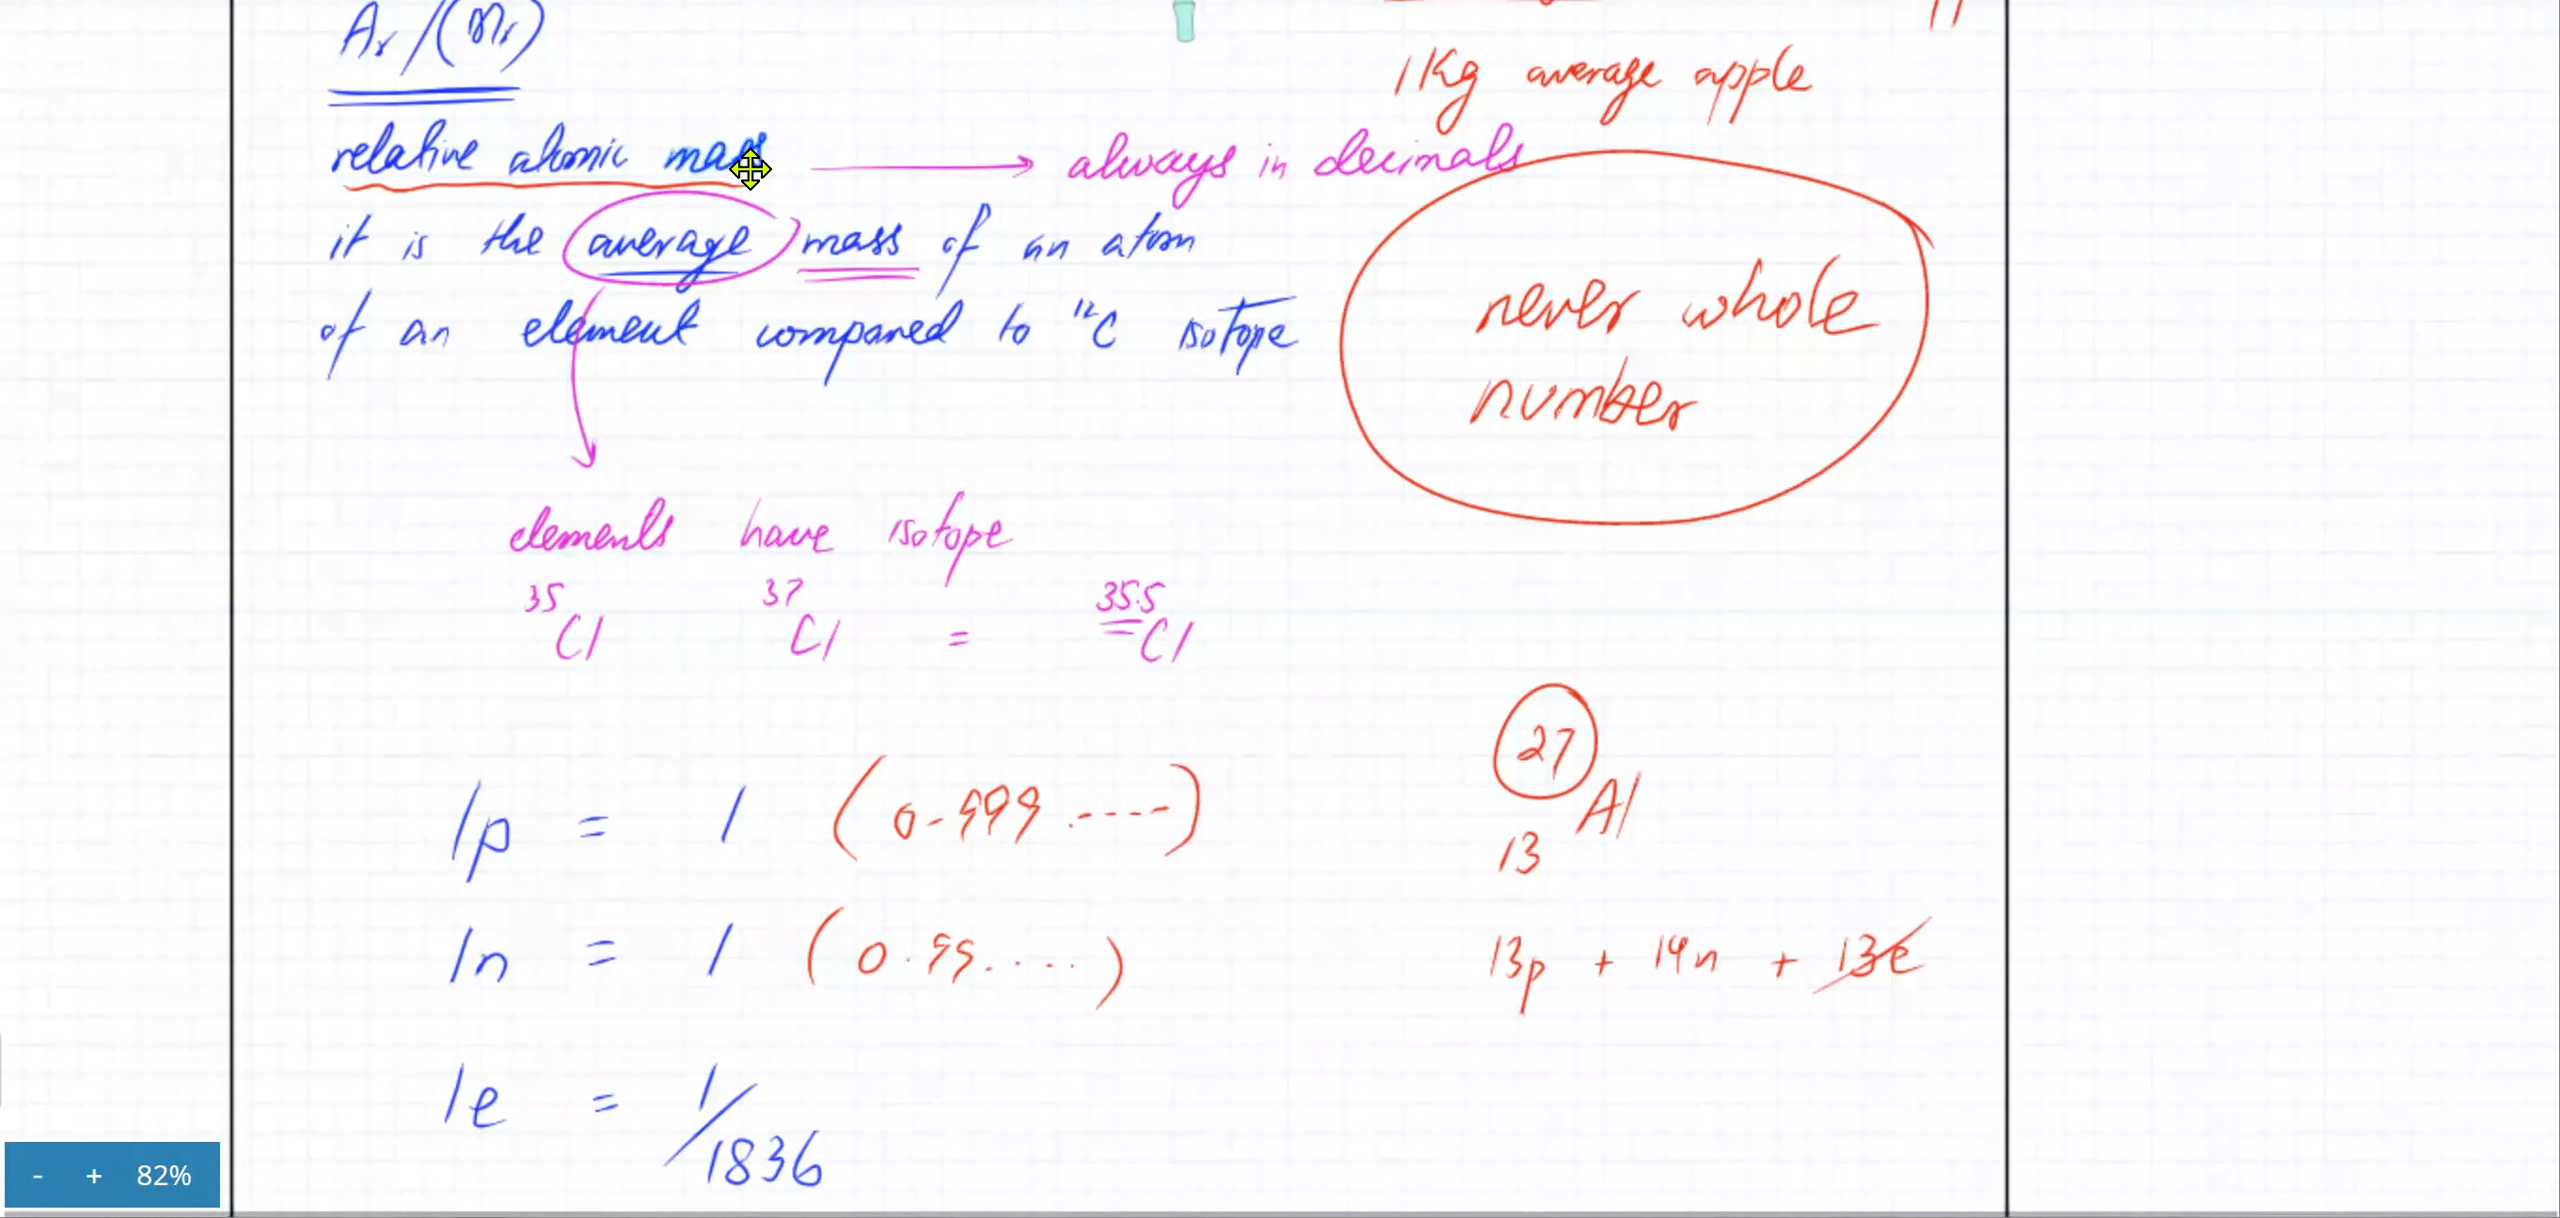 Ar/(Mr)
1Kg average apple
relative atomic mass → always in decimals
it is the average mass of an atom
of an element compared to ¹²C isotope
never whole
number
elements have isotope
³⁵Cl ³⁷Cl = ³⁵·⁵Cl
27
Al
13
1p = 1 (0.999.----)
1n = 1 (0.99.....)
13p + 14n + 13e
1e = 1/1836
- + 82%